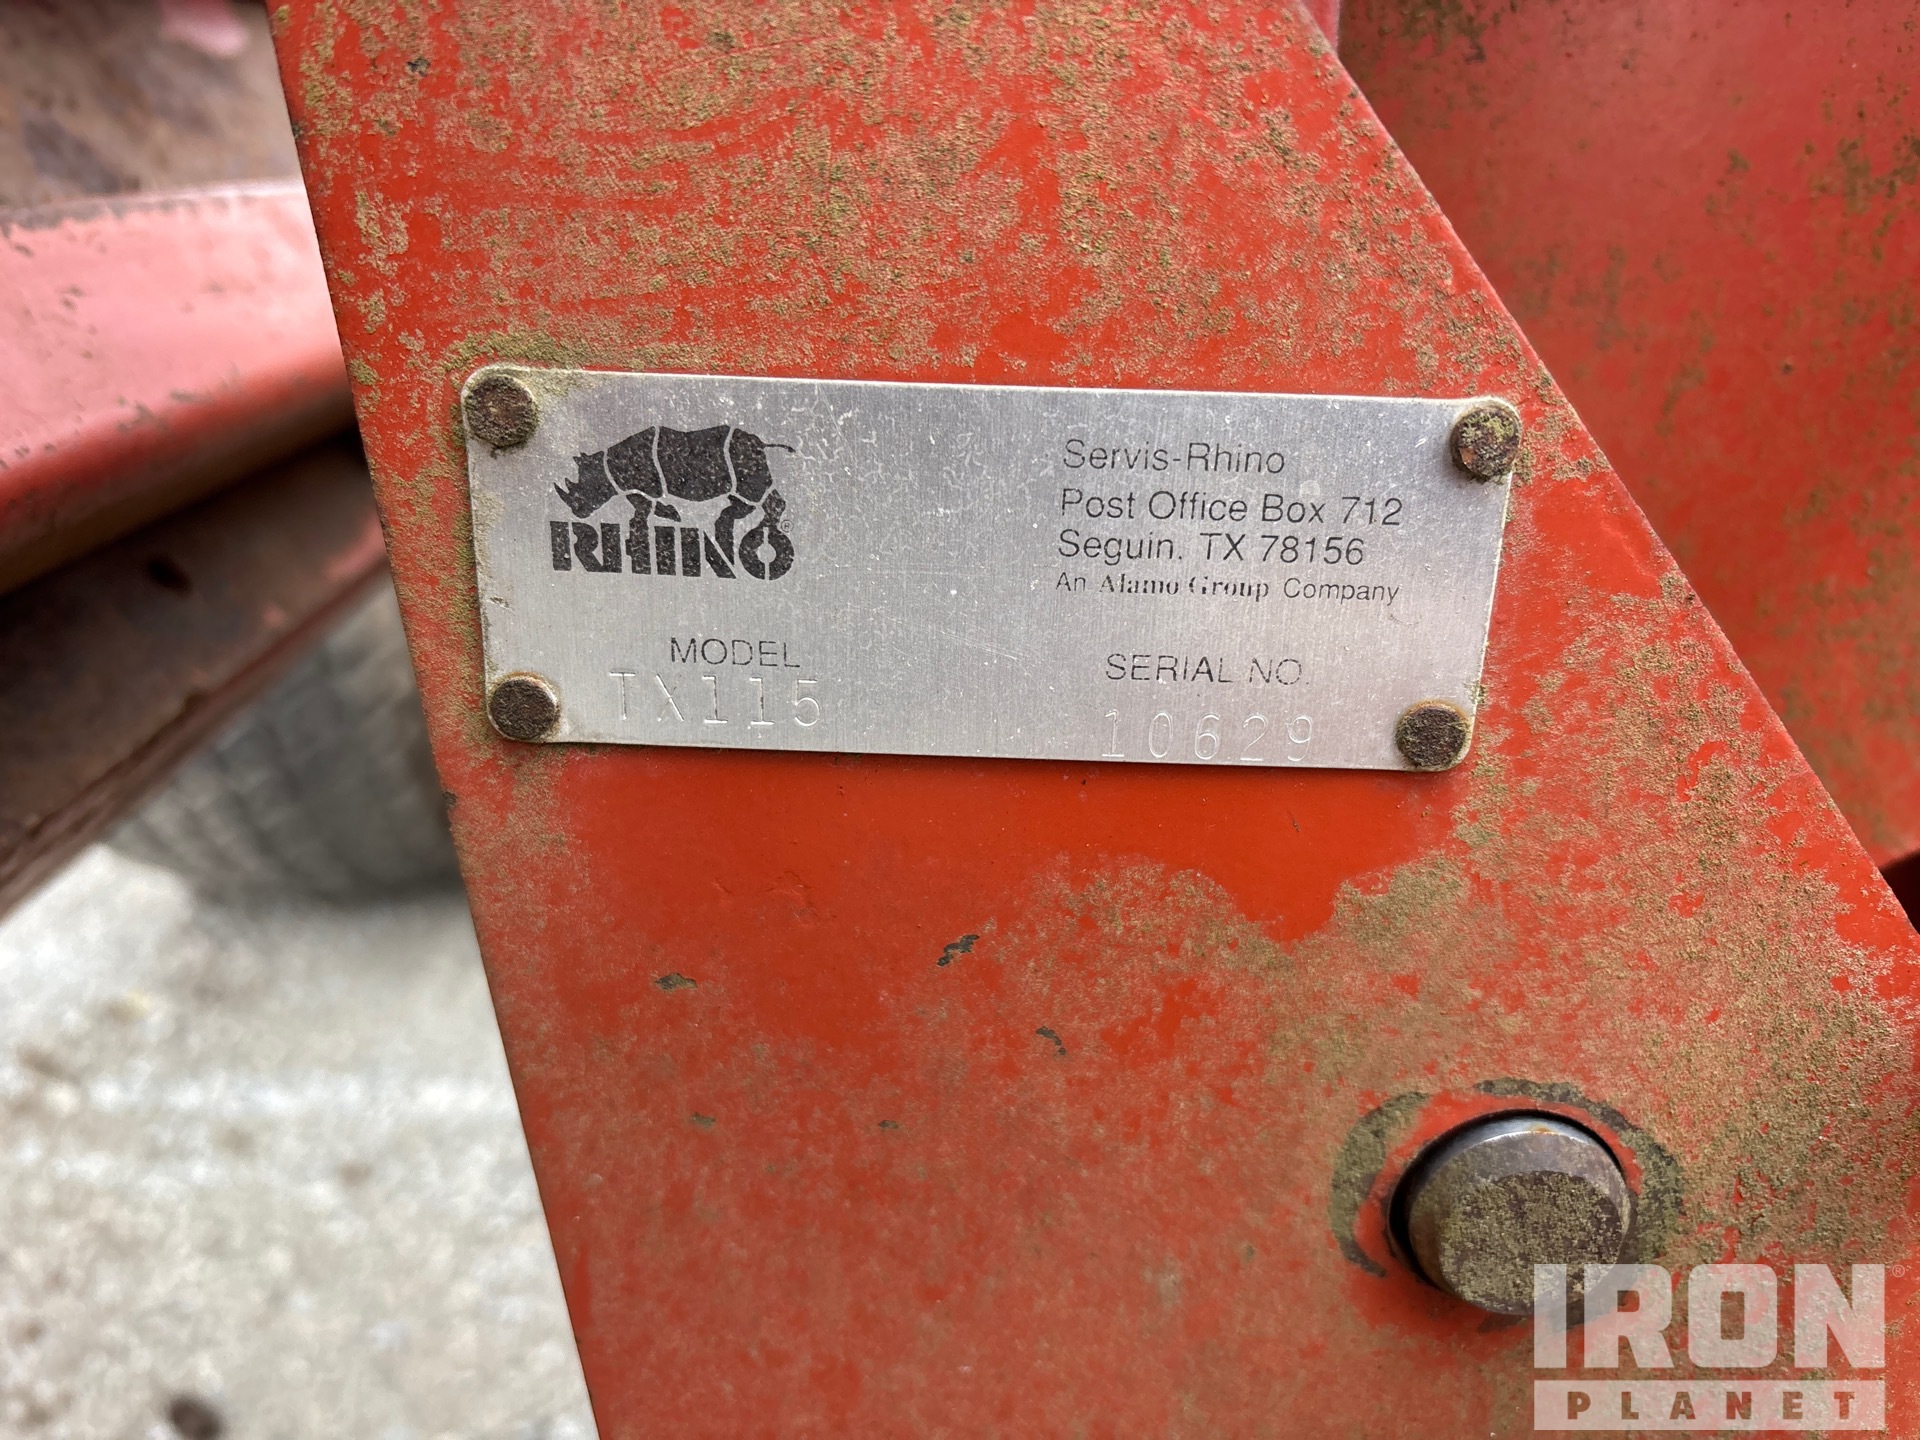 RHINO®
Servis-Rhino
Post Office Box 712
Seguin, TX 78156
An Alamo Group Company
MODEL
TX115
SERIAL NO.
10629
IRON®
PLANET